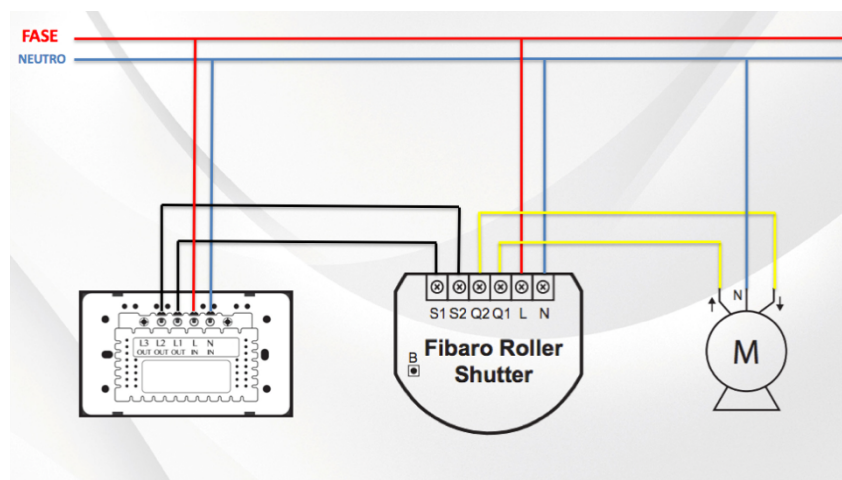 FASE
NEUTRO
S1 S2 Q2 Q1 L N
N
L3 L2 L1 L N
OUT OUT OUT IN IN
B
Fibaro Roller
Shutter
M